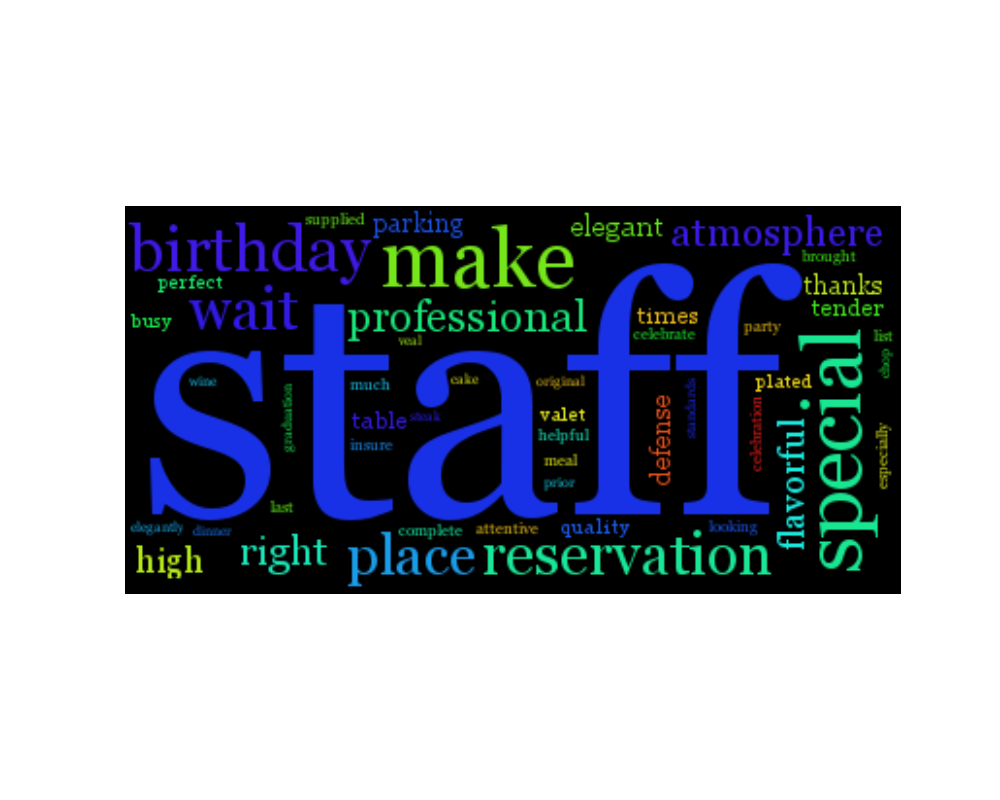 supplied
parking
elegant
birthday
make
atmosphere
perfect
brought
thanks
wait
professional
tender
busy
times
celebrate
party
list
veal
special
chop
wine
much
cake
original
plated
graduation
table
steak
valet
defense
standards
celebration
flavorful
insure
helpful
especially
meal
prior
last
elegantly
dinner
complete
attentive
quality
looking
high
right
place
reservation
staff